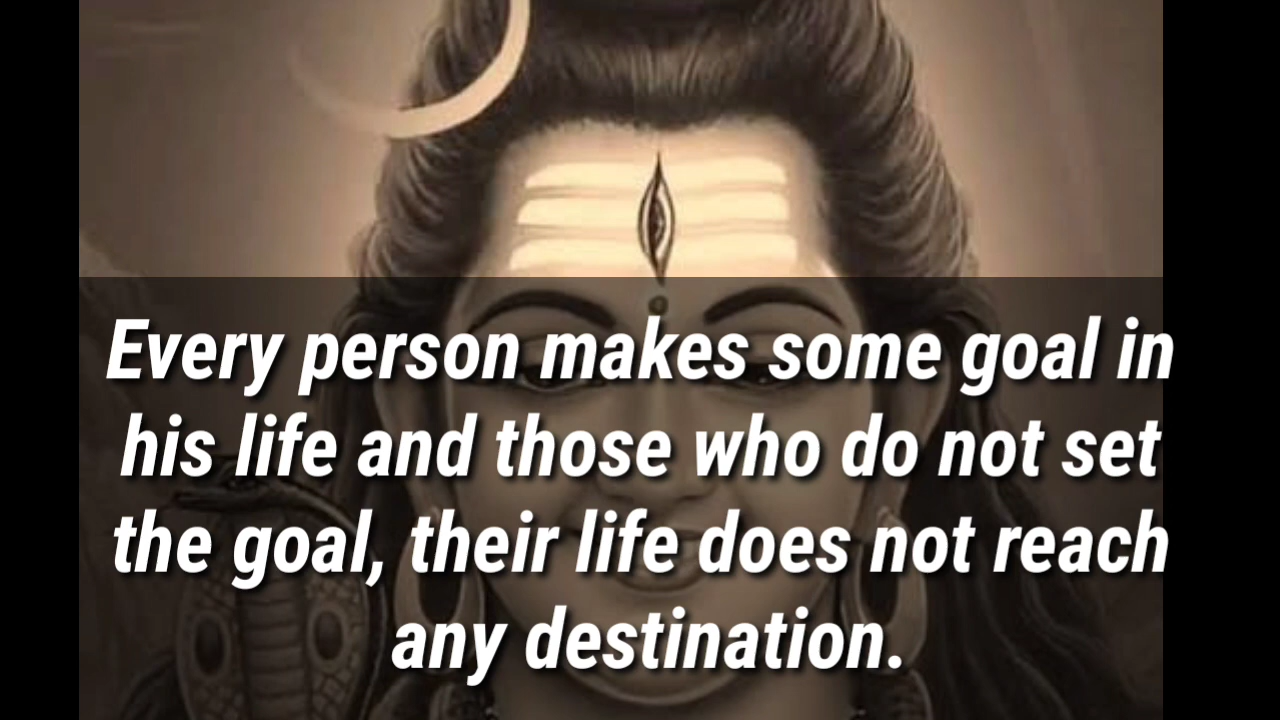 Every person makes some goal in
his life and those who do not set
the goal, their life does not reach
any destination.